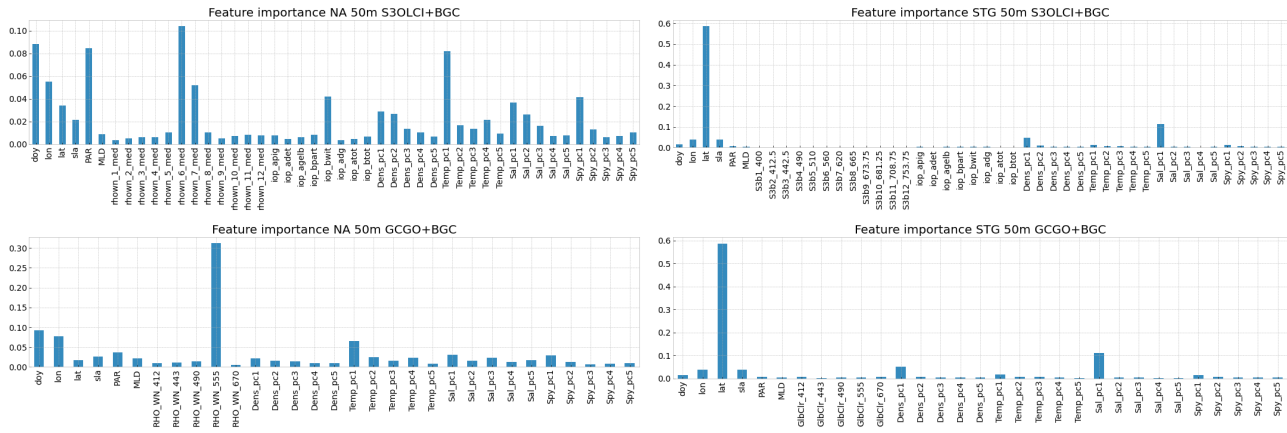 Feature importance NA 50m S3OLCI+BGC
0.10
0.08
0.06
0.04
0.02
0.00
doy
lon
lat
sla
PAR
MLD
rhown_1_med
rhown_2_med
rhown_3_med
rhown_4_med
rhown_5_med
rhown_6_med
rhown_7_med
rhown_8_med
rhown_9_med
rhown_10_med
rhown_11_med
rhown_12_med
iop_apig
iop_adet
iop_agelb
iop_bpart
iop_bwit
iop_adg
iop_atot
iop_btot
Dens_pc1
Dens_pc2
Dens_pc3
Dens_pc4
Dens_pc5
Temp_pc1
Temp_pc2
Temp_pc3
Temp_pc4
Temp_pc5
Sal_pc1
Sal_pc2
Sal_pc3
Sal_pc4
Sal_pc5
Spy_pc1
Spy_pc2
Spy_pc3
Spy_pc4
Spy_pc5
Feature importance STG 50m S3OLCI+BGC
0.6
0.5
0.4
0.3
0.2
0.1
0.0
doy
lon
lat
sla
PAR
MLD
S3b1_400
S3b2_412.5
S3b3_442.5
S3b4_490
S3b5_510
S3b6_560
S3b7_620
S3b8_665
S3b9_673.75
S3b10_681.25
S3b11_708.75
S3b12_753.75
iop_apig
iop_adet
iop_agelb
iop_bpart
iop_bwit
iop_adg
iop_atot
iop_btot
Dens_pc1
Dens_pc2
Dens_pc3
Dens_pc4
Dens_pc5
Temp_pc1
Temp_pc2
Temp_pc3
Temp_pc4
Temp_pc5
Sal_pc1
Sal_pc2
Sal_pc3
Sal_pc4
Sal_pc5
Spy_pc1
Spy_pc2
Spy_pc3
Spy_pc4
Spy_pc5
Feature importance NA 50m GCGO+BGC
0.30
0.25
0.20
0.15
0.10
0.05
0.00
doy
lon
lat
sla
PAR
MLD
RHO_WN_412
RHO_WN_443
RHO_WN_490
RHO_WN_555
RHO_WN_670
Dens_pc1
Dens_pc2
Dens_pc3
Dens_pc4
Dens_pc5
Temp_pc1
Temp_pc2
Temp_pc3
Temp_pc4
Temp_pc5
Sal_pc1
Sal_pc2
Sal_pc3
Sal_pc4
Sal_pc5
Spy_pc1
Spy_pc2
Spy_pc3
Spy_pc4
Spy_pc5
Feature importance STG 50m GCGO+BGC
0.6
0.5
0.4
0.3
0.2
0.1
0.0
doy
lon
lat
sla
PAR
MLD
GlbClr_412
GlbClr_443
GlbClr_490
GlbClr_555
GlbClr_670
Dens_pc1
Dens_pc2
Dens_pc3
Dens_pc4
Dens_pc5
Temp_pc1
Temp_pc2
Temp_pc3
Temp_pc4
Temp_pc5
Sal_pc1
Sal_pc2
Sal_pc3
Sal_pc4
Sal_pc5
Spy_pc1
Spy_pc2
Spy_pc3
Spy_pc4
Spy_pc5